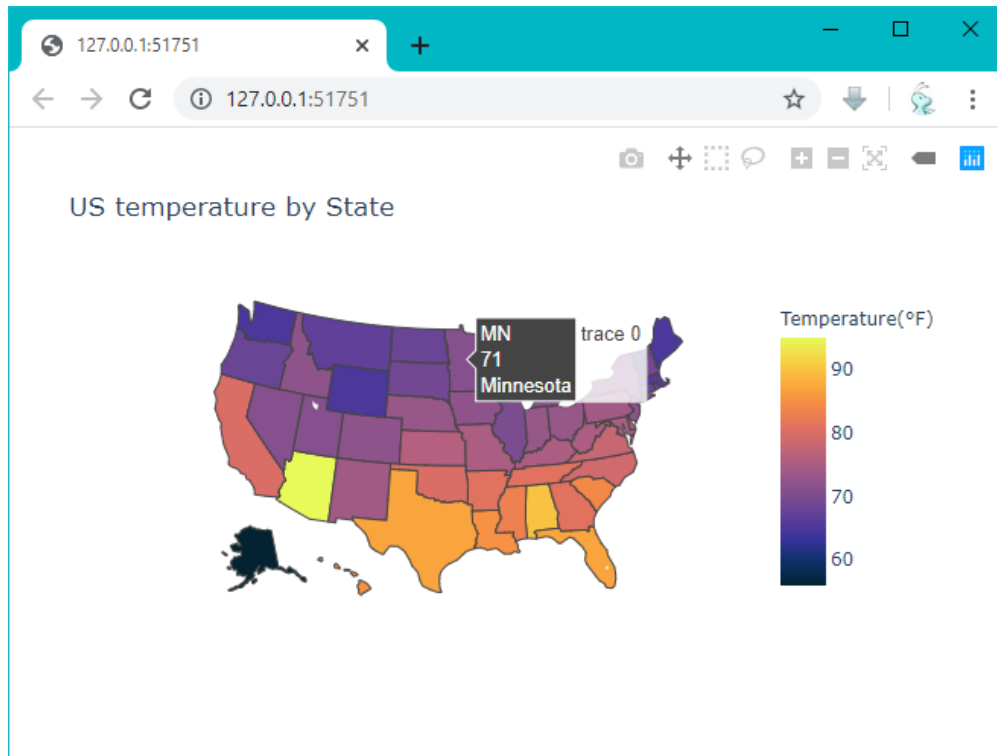 127.0.0.1:51751
127.0.0.1:51751
US temperature by State
MN
71
Minnesota
trace 0
Temperature(°F)
90
80
70
60